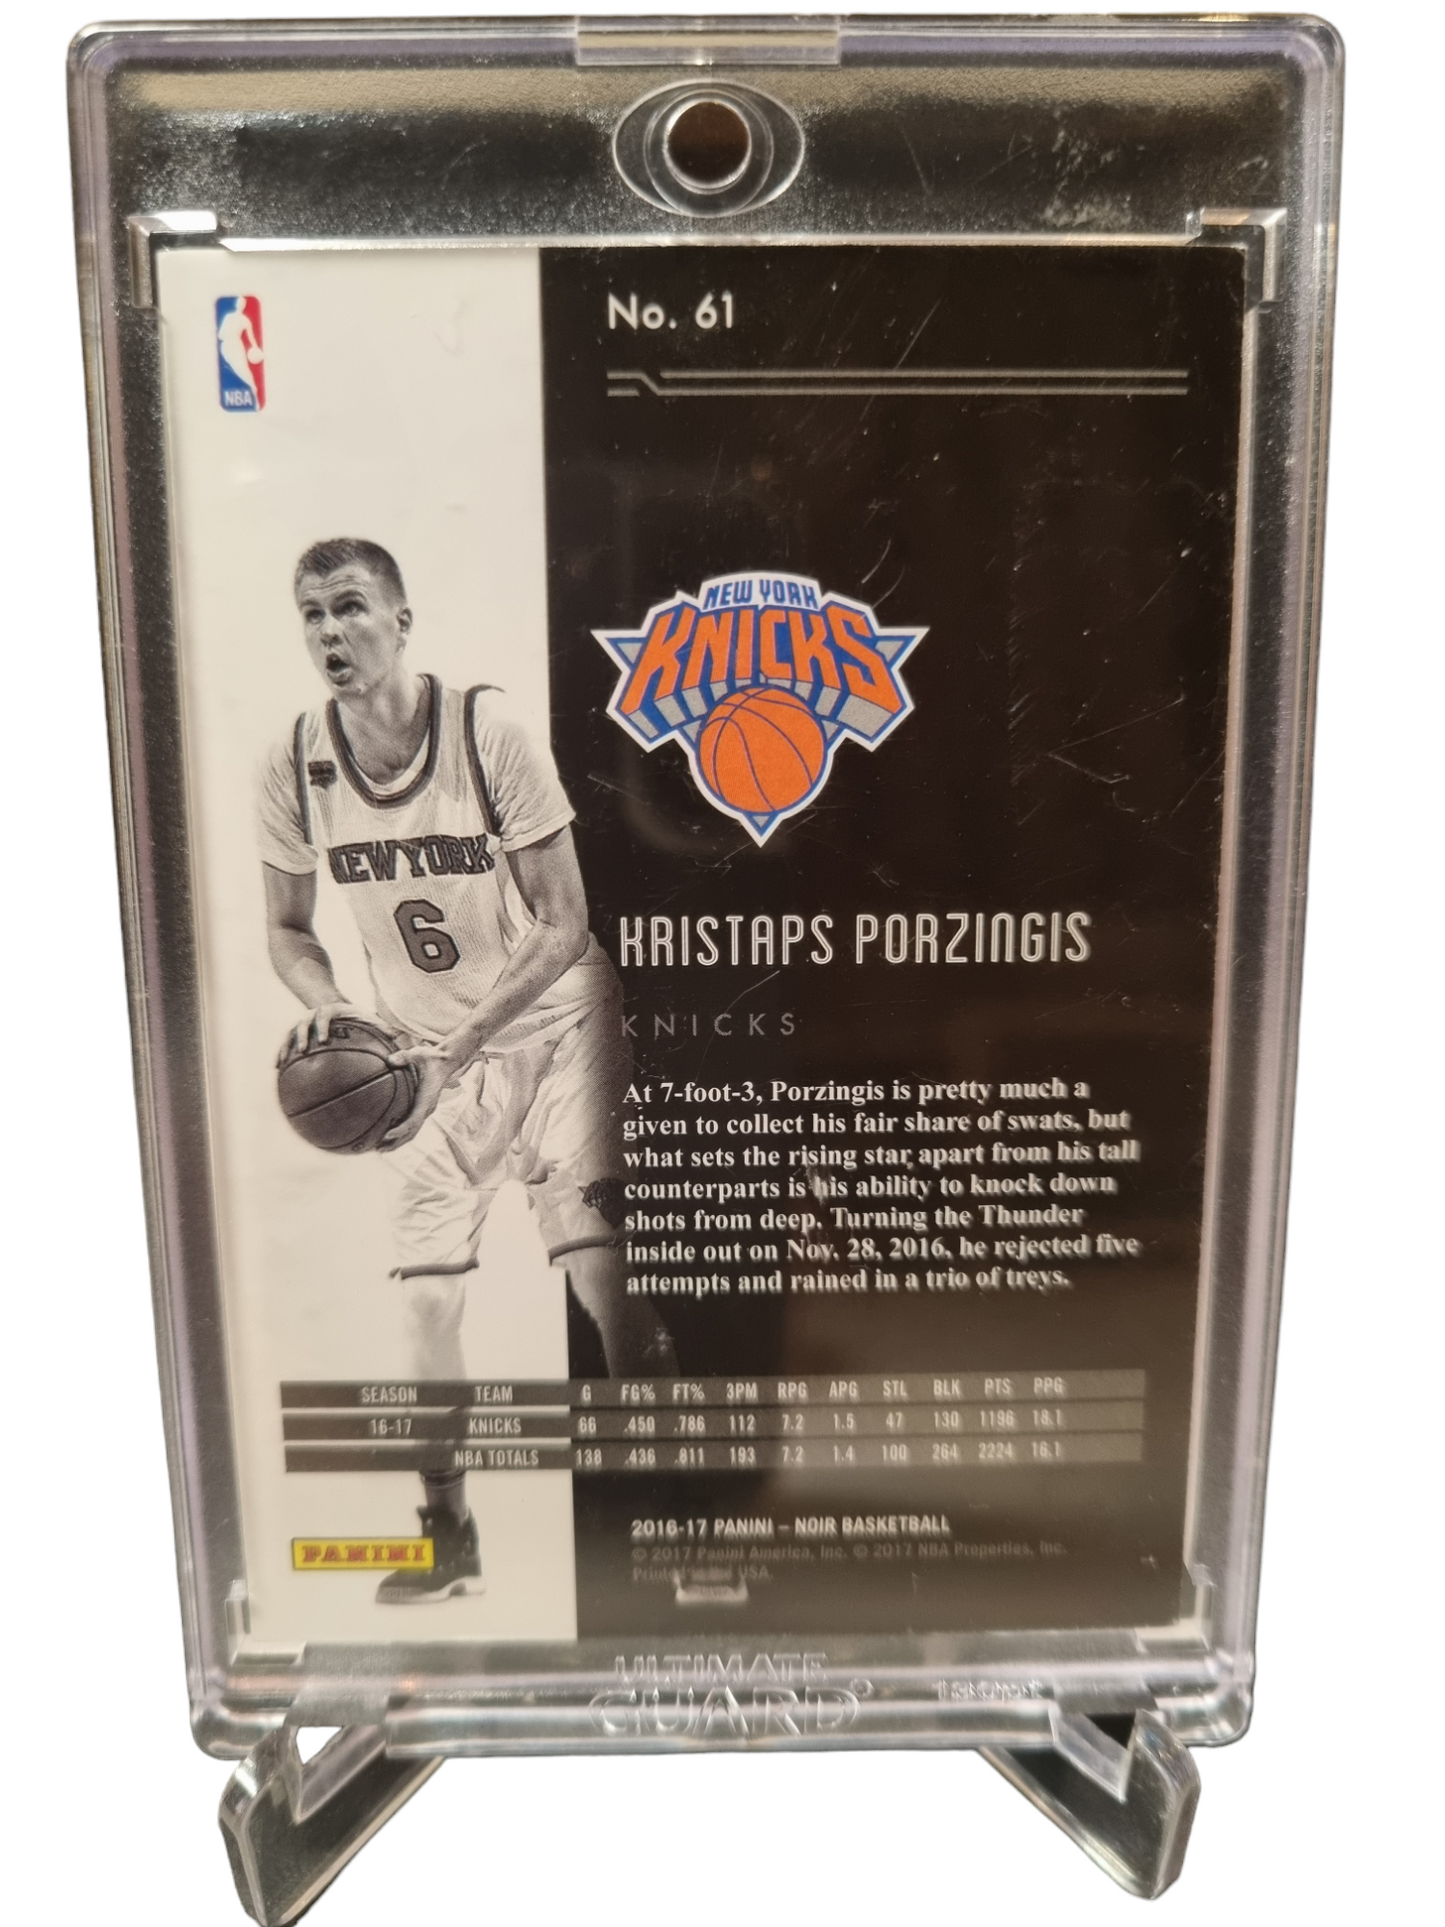 No. 61
NBA
NEW YORK
KNICKS
NEW YORK
6
KRISTAPS PORZINGIS
KNICKS
At 7-foot-3, Porzingis is pretty much a
given to collect his fair share of swats, but
what sets the rising star apart from his tall
counterparts is his ability to knock down
shots from deep. Turning the Thunder
inside out on Nov. 28, 2016, he rejected five
attempts and rained in a trio of treys.
SEASON TEAM G FG% FT% 3PM RPG APG STL BLK PTS PPG
16-17 KNICKS 66 .450 .786 112 7.2 1.5 47 130 1196 18.1
NBA TOTALS 138 .436 .811 193 7.2 1.4 100 264 2224 16.1
2016-17 PANINI – NOIR BASKETBALL
© 2017 Panini America, Inc. © 2017 NBA Properties, Inc.
Printed in the USA.
PANINI
ULTIMATE
GUARD